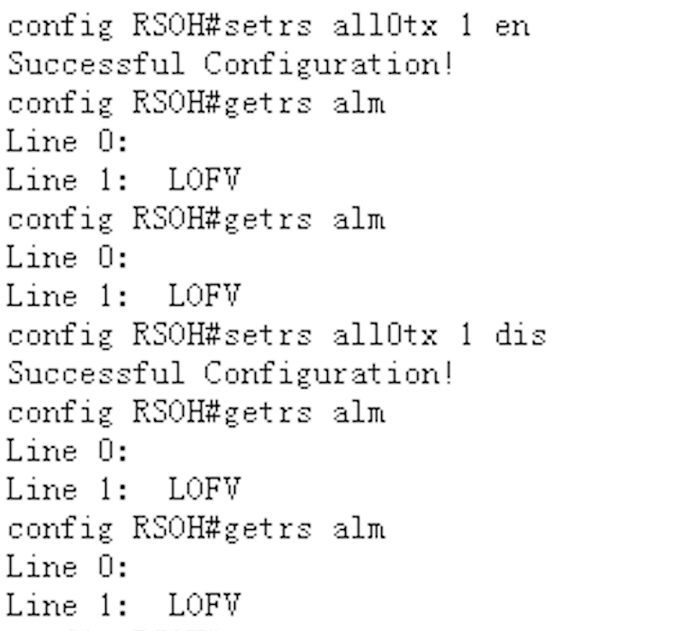 config RSOH#setrs all0tx 1 en
Successful Configuration!
config RSOH#getrs alm
Line 0:
Line 1:  LOFV
config RSOH#getrs alm
Line 0:
Line 1:  LOFV
config RSOH#setrs all0tx 1 dis
Successful Configuration!
config RSOH#getrs alm
Line 0:
Line 1:  LOFV
config RSOH#getrs alm
Line 0:
Line 1:  LOFV